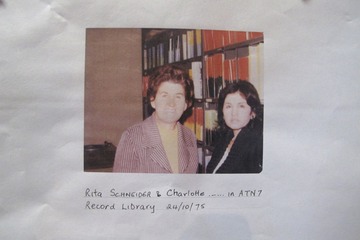 Rita SCHNEIDER & Charlotte ...... in ATN7
Record Library 24/10/75